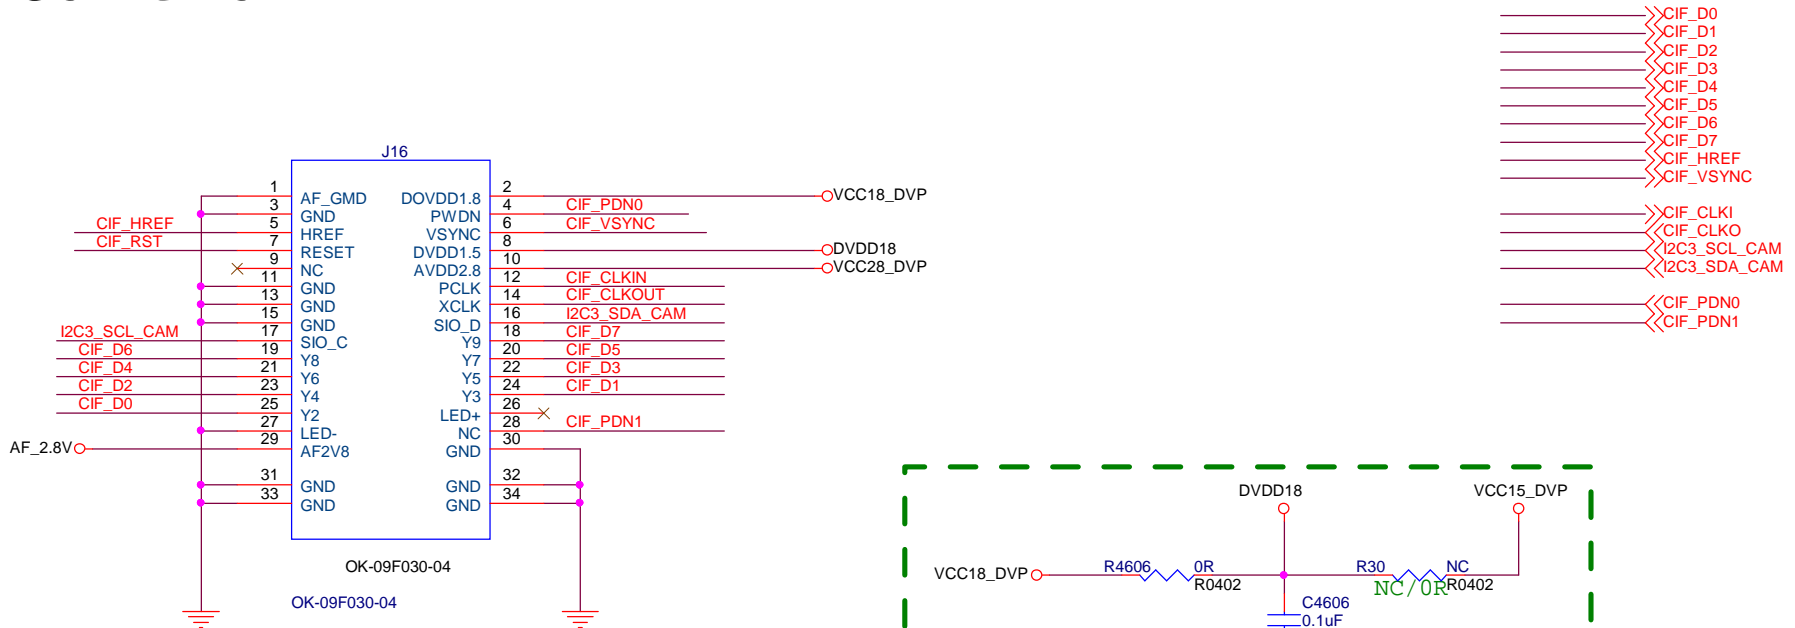 CIF_D0
CIF_D1
CIF_D2
CIF_D3
CIF_D4
CIF_D5
CIF_D6
CIF_D7
CIF_HREF
CIF_VSYNC
CIF_CLKI
CIF_CLKO
I2C3_SCL_CAM
I2C3_SDA_CAM
CIF_PDN0
CIF_PDN1
J16
1 AF_GMD DOVDD1.8 2 VCC18_DVP
3 GND PWDN 4 CIF_PDN0
CIF_HREF 5 HREF VSYNC 6 CIF_VSYNC
CIF_RST 7 RESET DVDD1.5 8 DVDD18
9 NC AVDD2.8 10 VCC28_DVP
11 GND PCLK 12 CIF_CLKIN
13 GND XCLK 14 CIF_CLKOUT
15 GND SIO_D 16 I2C3_SDA_CAM
I2C3_SCL_CAM 17 SIO_C Y9 18 CIF_D7
CIF_D6 19 Y8 Y7 20 CIF_D5
CIF_D4 21 Y6 Y5 22 CIF_D3
CIF_D2 23 Y4 Y3 24 CIF_D1
CIF_D0 25 Y2 LED+ 26
27 LED- NC 28 CIF_PDN1
AF_2.8V 29 AF2V8 GND 30
31 GND GND 32
33 GND GND 34
OK-09F030-04
OK-09F030-04
DVDD18 VCC15_DVP
VCC18_DVP R4606 0R R30 NC
R0402 NC/0R R0402
C4606
0.1uF